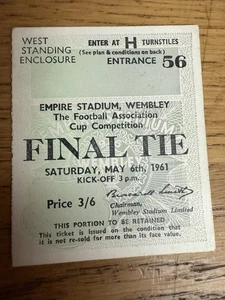 WEST
STANDING
ENCLOSURE
ENTER AT H TURNSTILES
(See plan & conditions on back)
ENTRANCE 56
EMPIRE STADIUM, WEMBLEY
The Football Association
Cup Competition
FINAL TIE
SATURDAY, MAY 6th, 1961
KICK-OFF 3 p.m.
Price 3/6
Chairman,
Wembley Stadium Limited
THIS PORTION TO BE RETAINED
This ticket is issued on the condition that
it is not re-sold for more than its face value.